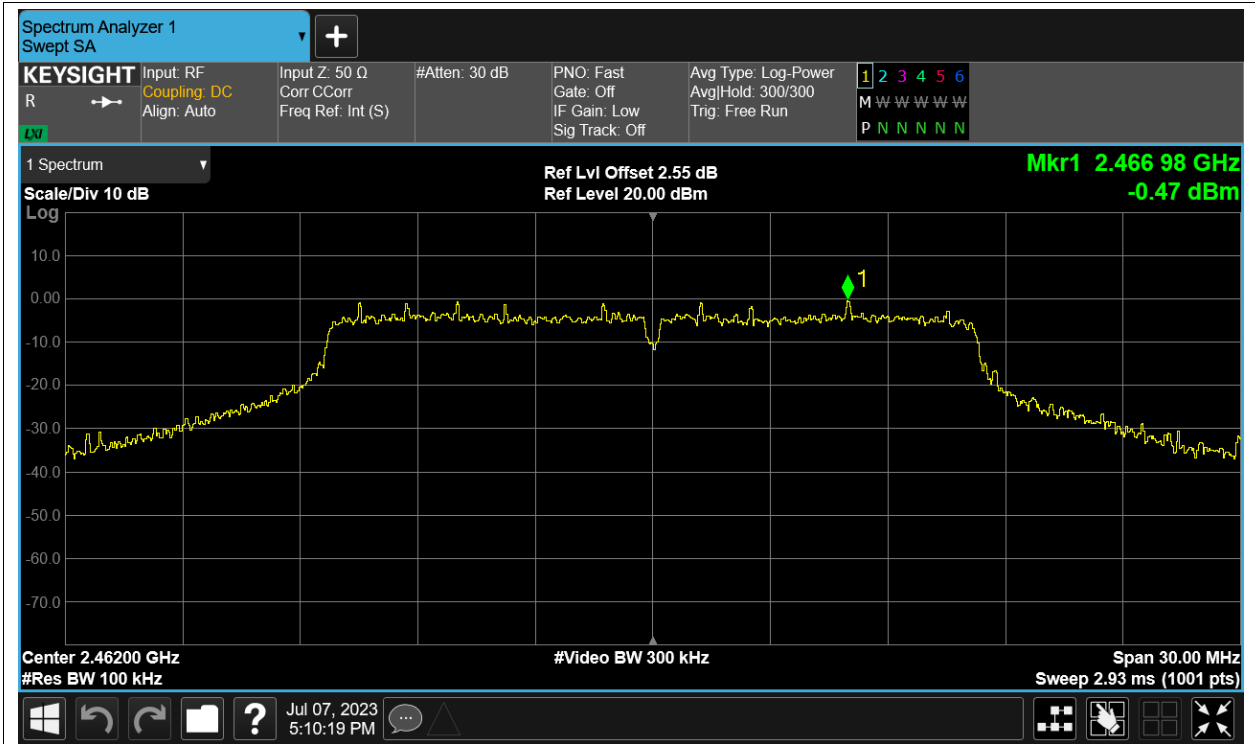 Spectrum Analyzer 1
Swept SA
KEYSIGHT
R
LXI
Input: RF
Coupling: DC
Align: Auto
Input Z: 50 Ω
Corr CCorr
Freq Ref: Int (S)
#Atten: 30 dB
PNO: Fast
Gate: Off
IF Gain: Low
Sig Track: Off
Avg Type: Log-Power
Avg|Hold: 300/300
Trig: Free Run
1 2 3 4 5 6
M W W W W W
P N N N N N
1 Spectrum
Scale/Div 10 dB
Ref Lvl Offset 2.55 dB
Ref Level 20.00 dBm
Mkr1 2.466 98 GHz
-0.47 dBm
Log
10.0
0.00
-10.0
-20.0
-30.0
-40.0
-50.0
-60.0
-70.0
1
Center 2.46200 GHz
#Res BW 100 kHz
#Video BW 300 kHz
Span 30.00 MHz
Sweep 2.93 ms (1001 pts)
?
Jul 07, 2023
5:10:19 PM